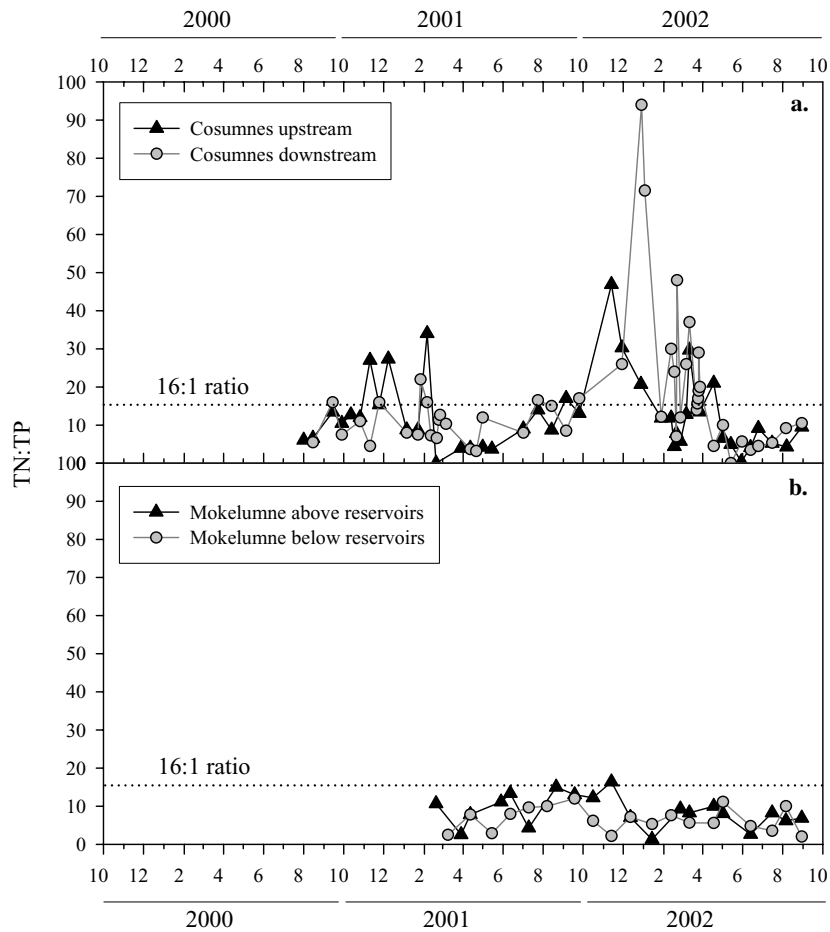 2000 2001 2002
10 12 2 4 6 8 10 12 2 4 6 8 10 12 2 4 6 8 10
100
a.
90
Cosumnes upstream
80
Cosumnes downstream
70
60
50
40
30
20
16:1 ratio
10
0
TN:TP
100
b.
90
Mokelumne above reservoirs
80
Mokelumne below reservoirs
70
60
50
40
30
20
16:1 ratio
10
0
10 12 2 4 6 8 10 12 2 4 6 8 10 12 2 4 6 8 10
2000 2001 2002